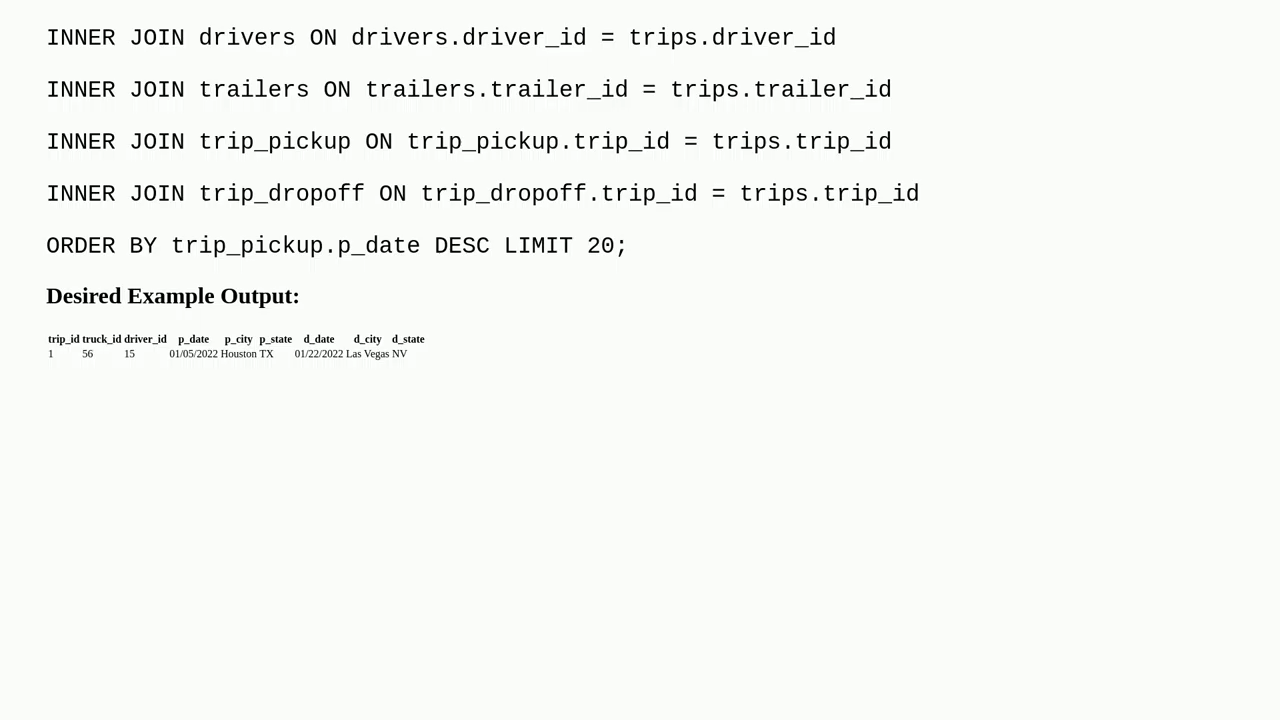 INNER JOIN drivers ON drivers.driver_id = trips.driver_id
INNER JOIN trailers ON trailers.trailer_id = trips.trailer_id
INNER JOIN trip_pickup ON trip_pickup.trip_id = trips.trip_id
INNER JOIN trip_dropoff ON trip_dropoff.trip_id = trips.trip_id
ORDER BY trip_pickup.p_date DESC LIMIT 20;
Desired Example Output:
trip_id truck_id driver_id p_date p_city p_state d_date d_city d_state
1 56 15 01/05/2022 Houston TX 01/22/2022 Las Vegas NV